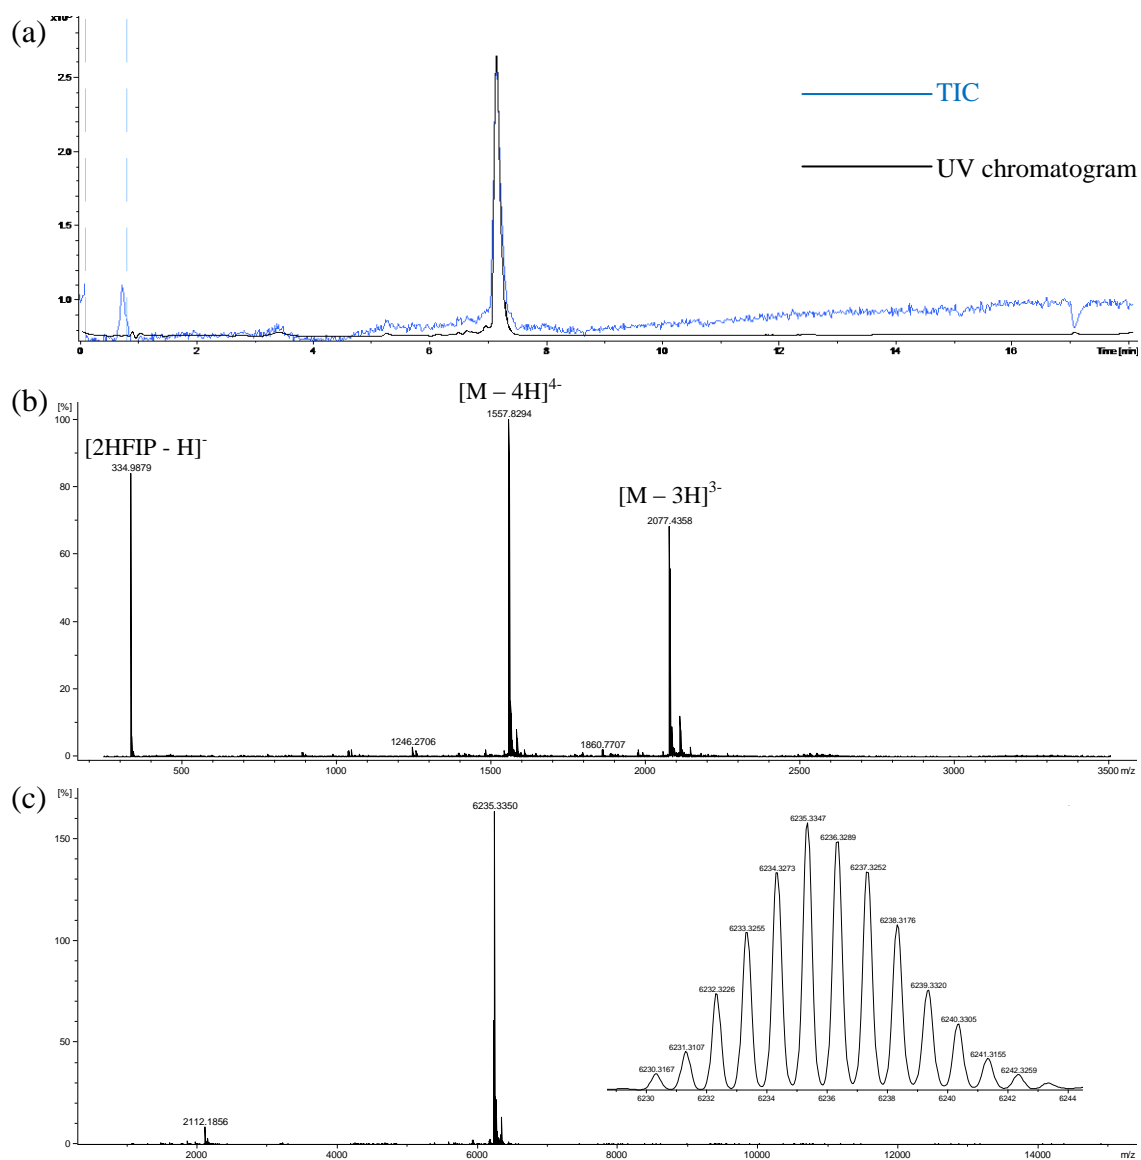 (a)
x10
2.5
2.0
1.5
1.0
TIC
UV chromatogram
0 2 4 6 8 10 12 14 16 Time [min]
(b)
[%]
100
80
60
40
20
0
[2HFIP - H]-
334.9879
[M – 4H]4-
1557.8294
[M – 3H]3-
2077.4358
1246.2706
1860.7707
500 1000 1500 2000 2500 3000 3500 m/z
(c)
[%]
150
100
50
0
6235.3350
2112.1856
6230.3167
6231.3107
6232.3226
6233.3255
6234.3273
6235.3347
6236.3289
6237.3252
6238.3176
6239.3320
6240.3305
6241.3155
6242.3259
6230 6232 6234 6236 6238 6240 6242 6244
2000 4000 6000 8000 10000 12000 14000 m/z